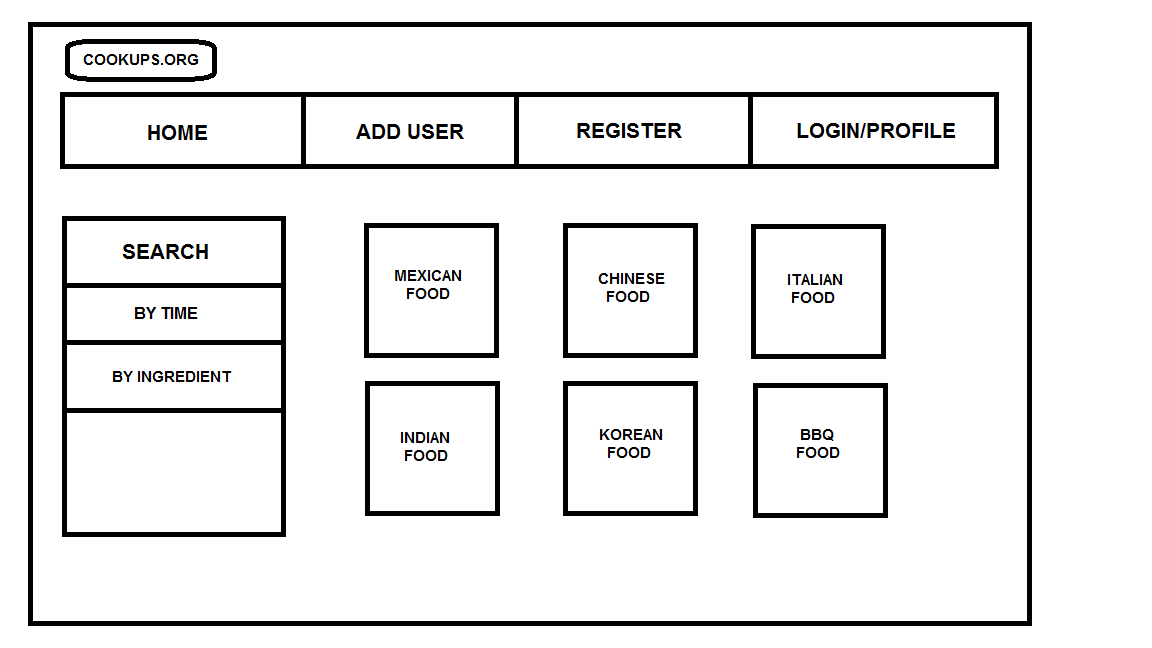 COOKUPS.ORG
HOME
ADD USER
REGISTER
LOGIN/PROFILE
SEARCH
BY TIME
BY INGREDIENT
MEXICAN
FOOD
CHINESE
FOOD
ITALIAN
FOOD
INDIAN
FOOD
KOREAN
FOOD
BBQ
FOOD